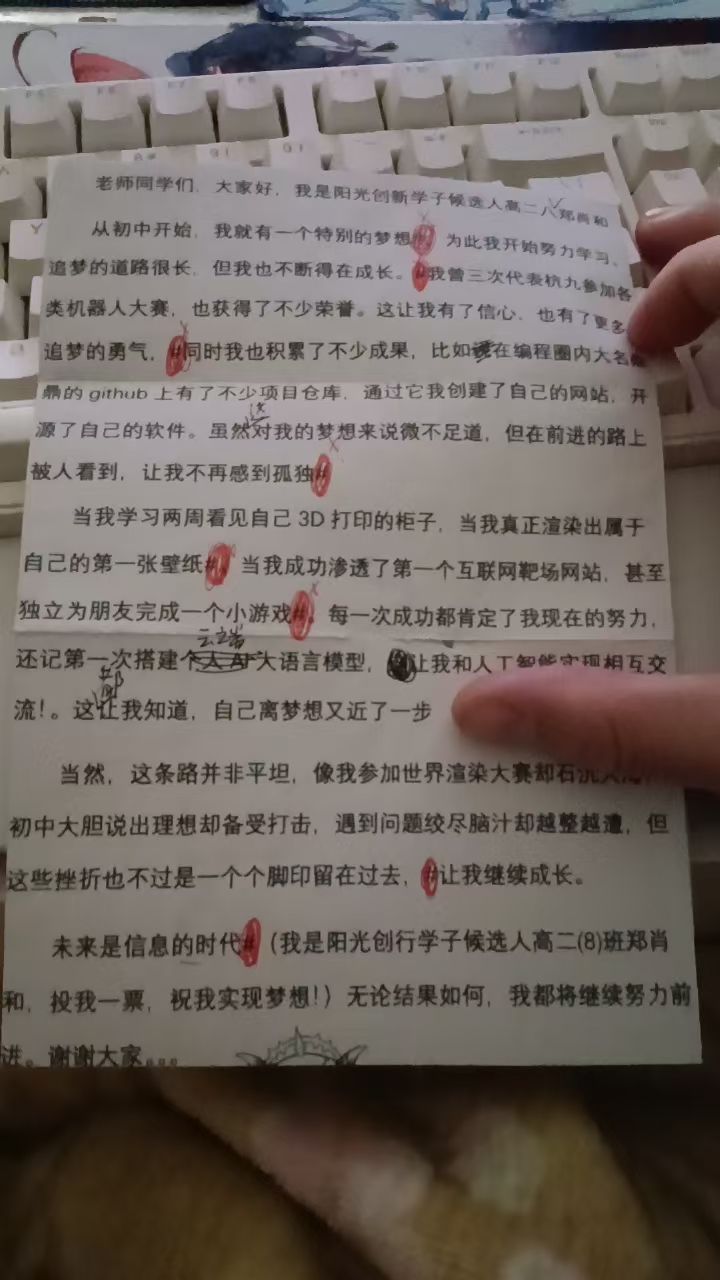 老师同学们，大家好，我是阳光创新学子候选人高二八郑肖和
从初中开始，我就有一个特别的梦想#，为此我开始努力学习。
追梦的道路很长，但我也不断得在成长。#我曾三次代表杭九参加各
类机器人大赛，也获得了不少荣誉。这让我有了信心，也有了更多
追梦的勇气，#同时我也积累了不少成果，比如在编程圈内大名
鼎的 github 上有了不少项目仓库，通过它我创建了自己的网站，开
源了自己的软件。虽然这对我的梦想来说微不足道，但在前进的路上
被人看到，让我不再感到孤独#
当我学习两周看见自己 3D 打印的柜子，当我真正渲染出属于
自己的第一张壁纸#，当我成功渗透了第一个互联网靶场网站，甚至
独立为朋友完成一个小游戏#。每一次成功都肯定了我现在的努力，
云端
还记第一次搭建个人 AI 大语言模型，让我和人工智能实现相互交
流！。这都让我知道，自己离梦想又近了一步
当然，这条路并非平坦，像我参加世界渲染大赛却石沉
初中大胆说出理想却备受打击，遇到问题绞尽脑汁却越整越遭，但
这些挫折也不过是一个个脚印留在过去，#让我继续成长。
未来是信息的时代#（我是阳光创行学子候选人高二(8)班郑肖
和，投我一票，祝我实现梦想!）无论结果如何，我都将继续努力前
进。谢谢大家。。。
F5
F6
F7
F8
Y